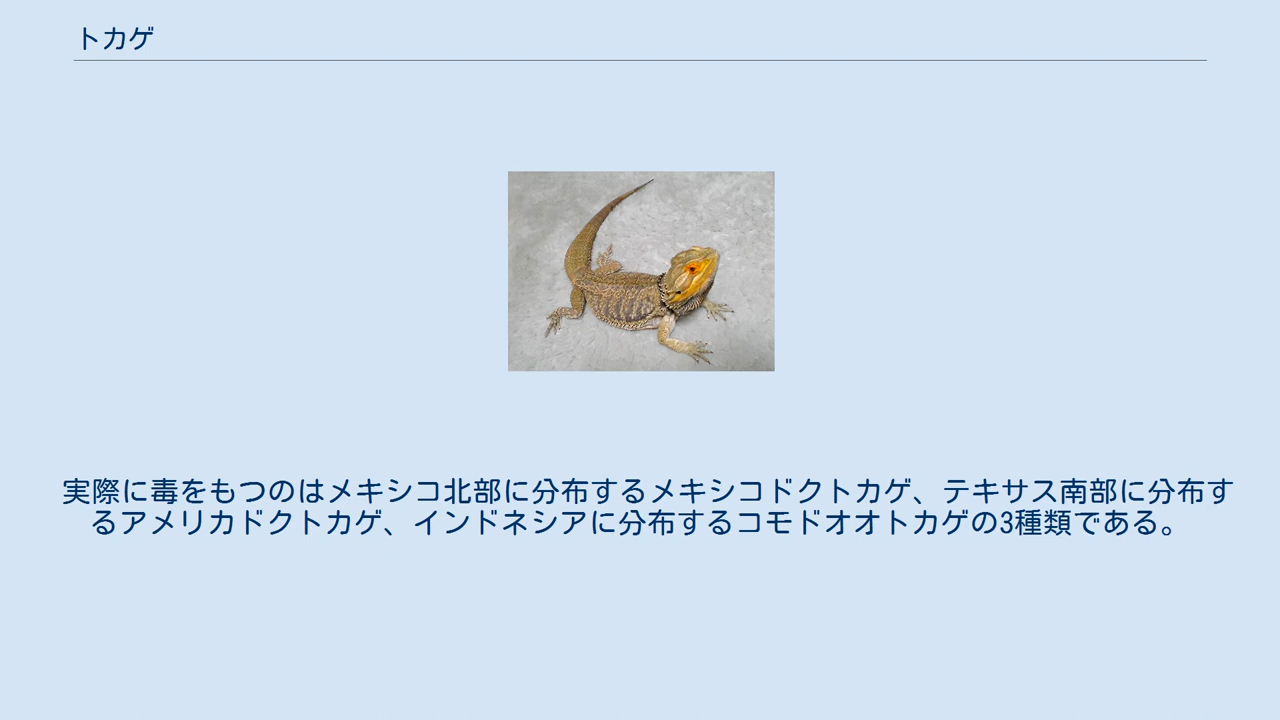 トカゲ
実際に毒をもつのはメキシコ北部に分布するメキシコドクトカゲ、テキサス南部に分布す
るアメリカドクトカゲ、インドネシアに分布するコモドオオトカゲの3種類である。